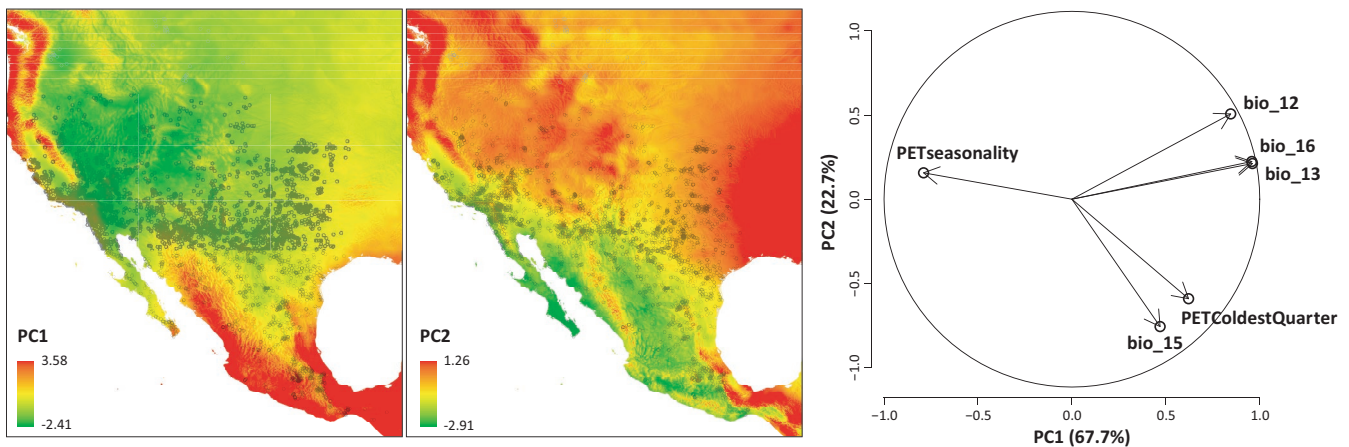 PC1
3.58
-2.41
PC2
1.26
-2.91
PC2 (22.7%)
1.0
0.5
0.0
−0.5
−1.0
bio_12
bio_16
bio_13
PETseasonality
PETColdestQuarter
bio_15
−1.0
−0.5
0.0
0.5
1.0
PC1 (67.7%)